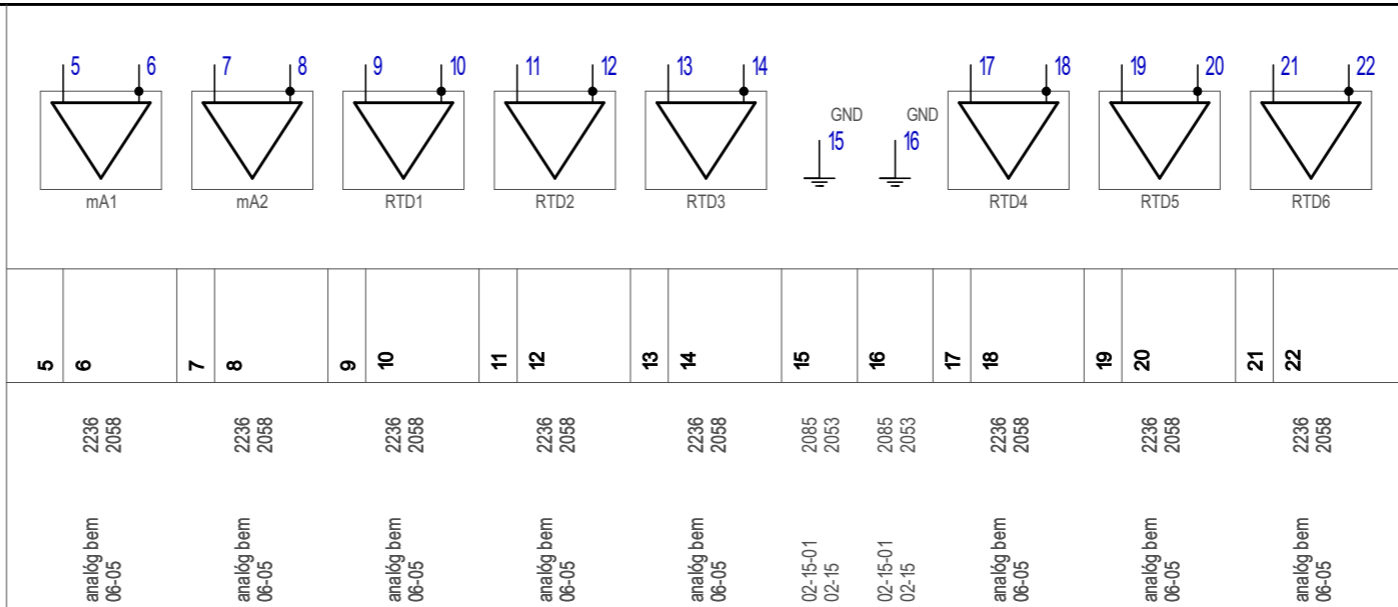 5 6 7 8 9 10 11 12 13 14 17 18 19 20 21 22
GND GND
15 16
mA1 mA2 RTD1 RTD2 RTD3 RTD4 RTD5 RTD6
5 6 7 8 9 10 11 12 13 14 15 16 17 18 19 20 21 22
2236 2236 2236 2236 2236 2085 2085 2236 2236 2236
2058 2058 2058 2058 2058 2053 2053 2058 2058 2058
analóg bem analóg bem analóg bem analóg bem analóg bem 02-15-01 02-15-01 analóg bem analóg bem analóg bem
06-05 06-05 06-05 06-05 06-05 02-15 02-15 06-05 06-05 06-05